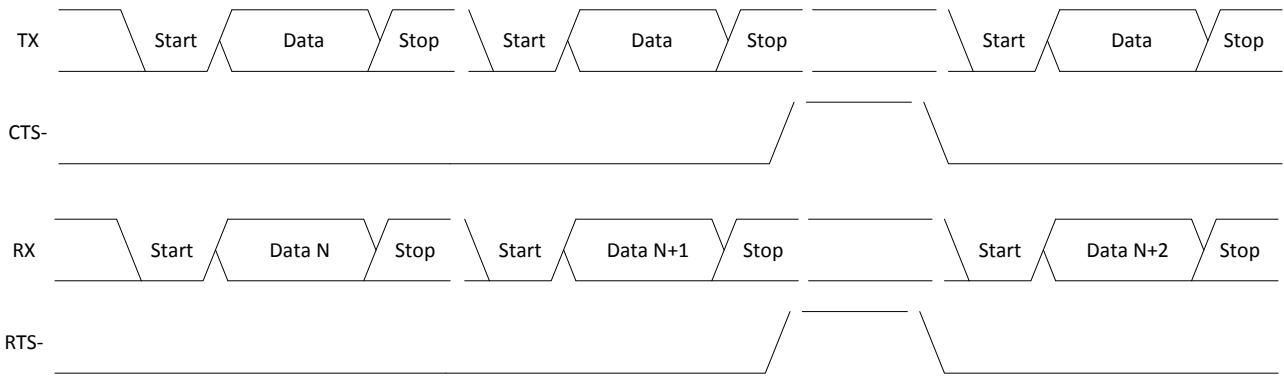 TX Start Data Stop Start Data Stop Start Data Stop
CTS-
RX Start Data N Stop Start Data N+1 Stop Start Data N+2 Stop
RTS-